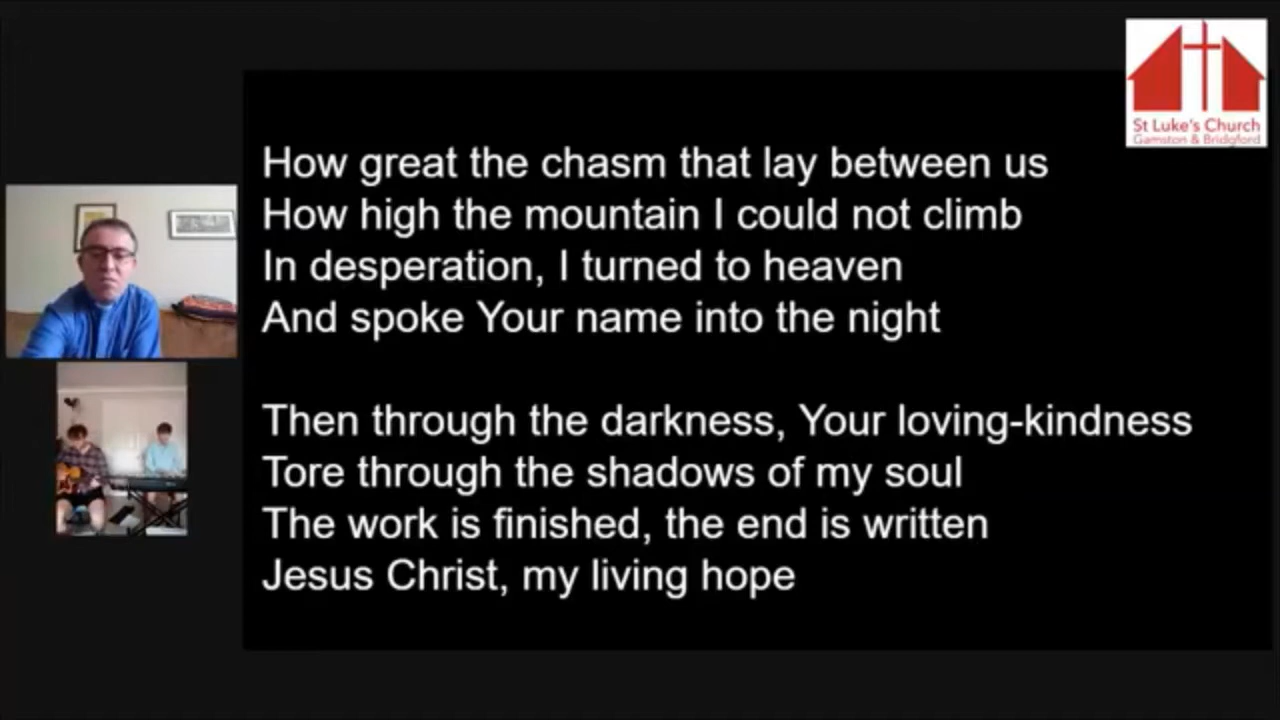 St Luke's Church
Gamston & Bridgford
How great the chasm that lay between us
How high the mountain I could not climb
In desperation, I turned to heaven
And spoke Your name into the night
Then through the darkness, Your loving-kindness
Tore through the shadows of my soul
The work is finished, the end is written
Jesus Christ, my living hope